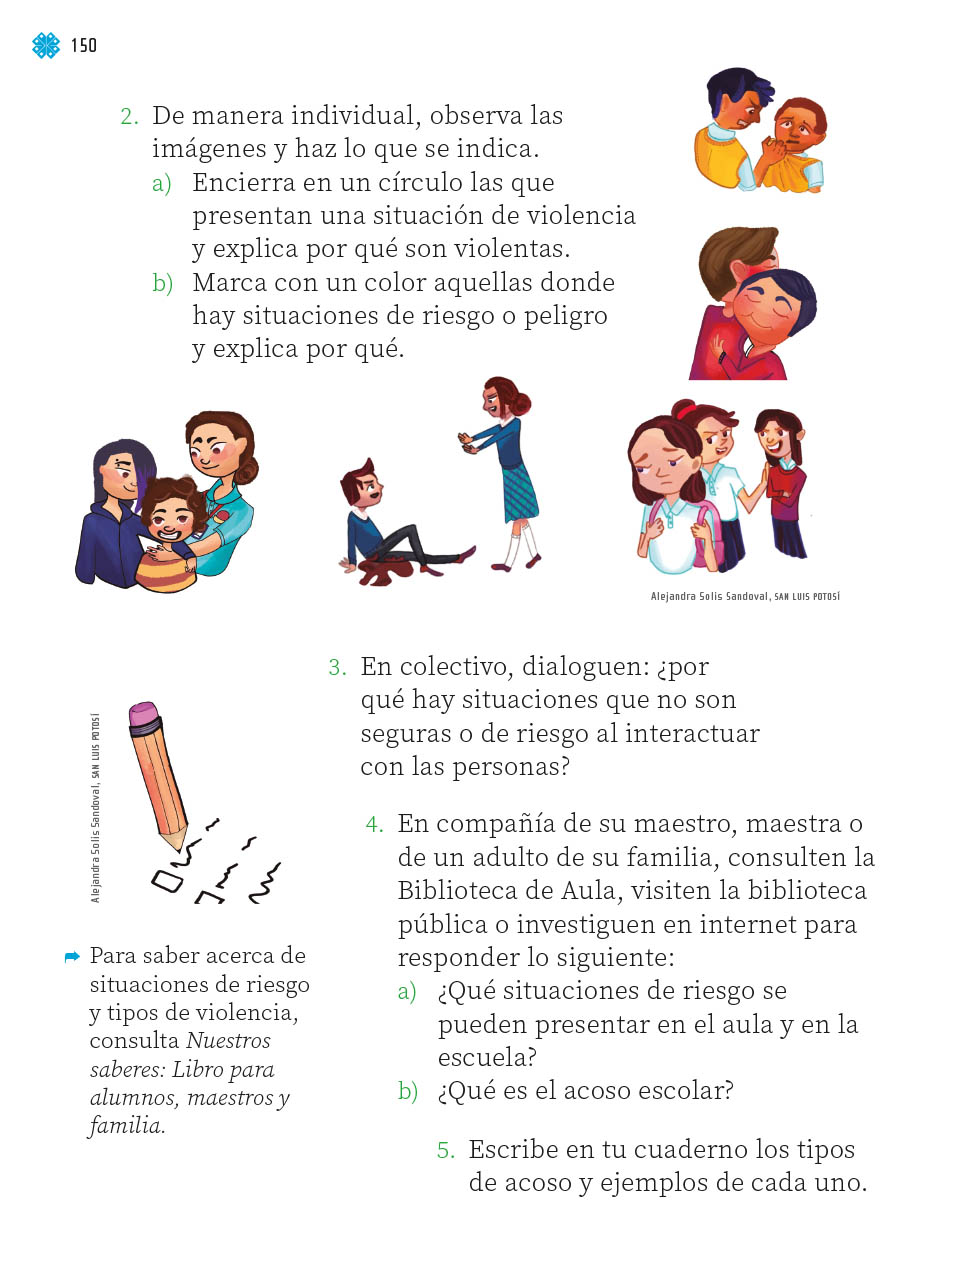 150
2. De manera individual, observa las
imágenes y haz lo que se indica.
a) Encierra en un círculo las que
presentan una situación de violencia
y explica por qué son violentas.
b) Marca con un color aquellas donde
hay situaciones de riesgo o peligro
y explica por qué.
Alejandra Solis Sandoval, SAN LUIS POTOSÍ
3. En colectivo, dialoguen: ¿por
qué hay situaciones que no son
seguras o de riesgo al interactuar
con las personas?
Alejandra Solis Sandoval, SAN LUIS POTOSÍ
4. En compañía de su maestro, maestra o
de un adulto de su familia, consulten la
Biblioteca de Aula, visiten la biblioteca
pública o investiguen en internet para
responder lo siguiente:
a) ¿Qué situaciones de riesgo se
pueden presentar en el aula y en la
escuela?
b) ¿Qué es el acoso escolar?
Para saber acerca de
situaciones de riesgo
y tipos de violencia,
consulta Nuestros
saberes: Libro para
alumnos, maestros y
familia.
5. Escribe en tu cuaderno los tipos
de acoso y ejemplos de cada uno.